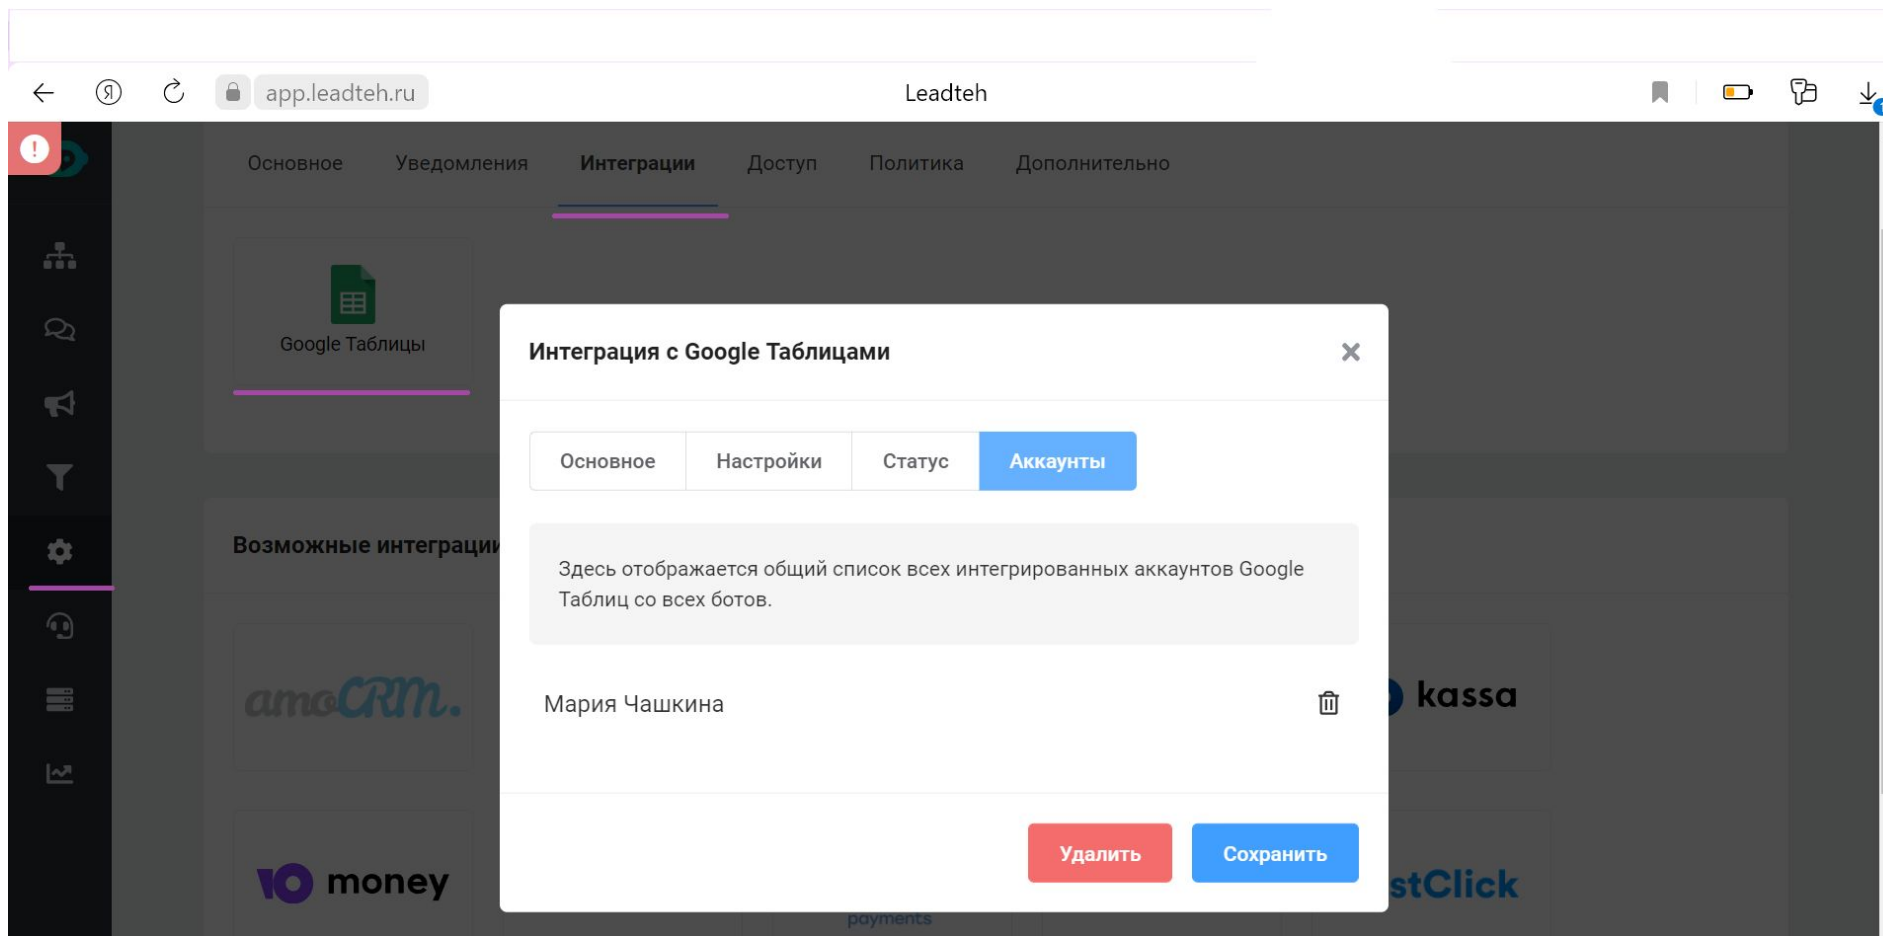 Я
app.leadteh.ru
Leadteh
Основное Уведомления Интеграции Доступ Политика Дополнительно
Google Таблицы
Интеграция с Google Таблицами
Основное Настройки Статус Аккаунты
Возможные интеграции
Здесь отображается общий список всех интегрированных аккаунтов Google
Таблиц со всех ботов.
amoCRM.
Мария Чашкина
kassa
Удалить Сохранить
Ю money
stClick
payments